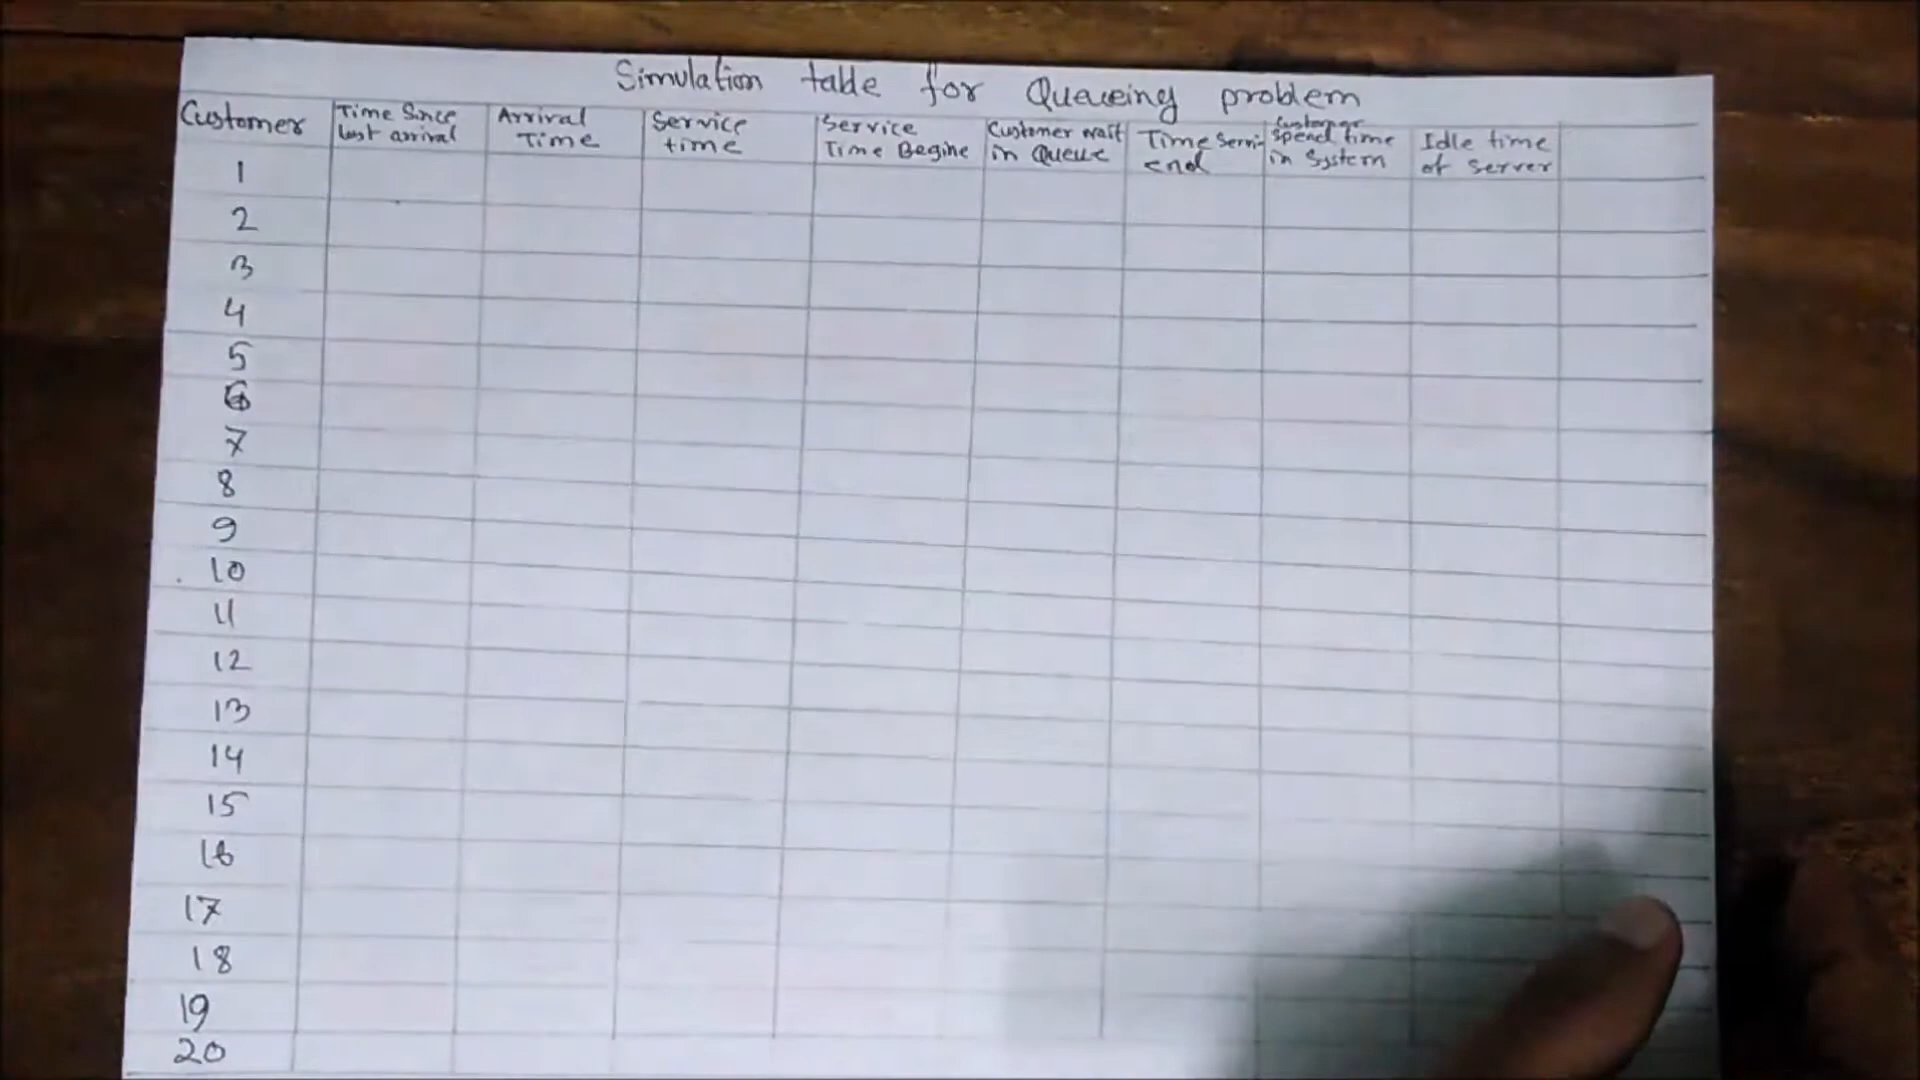 Simulation table for Queueing problem
Customer
Time Since
last arrival
Arrival
Time
Service
time
Service
Time Begine
Customer wait
in Queue
Time Servi-
end
Customer
Spend time
in System
Idle time
of Server
1
2
3
4
5
6
7
8
9
10
11
12
13
14
15
16
17
18
19
20